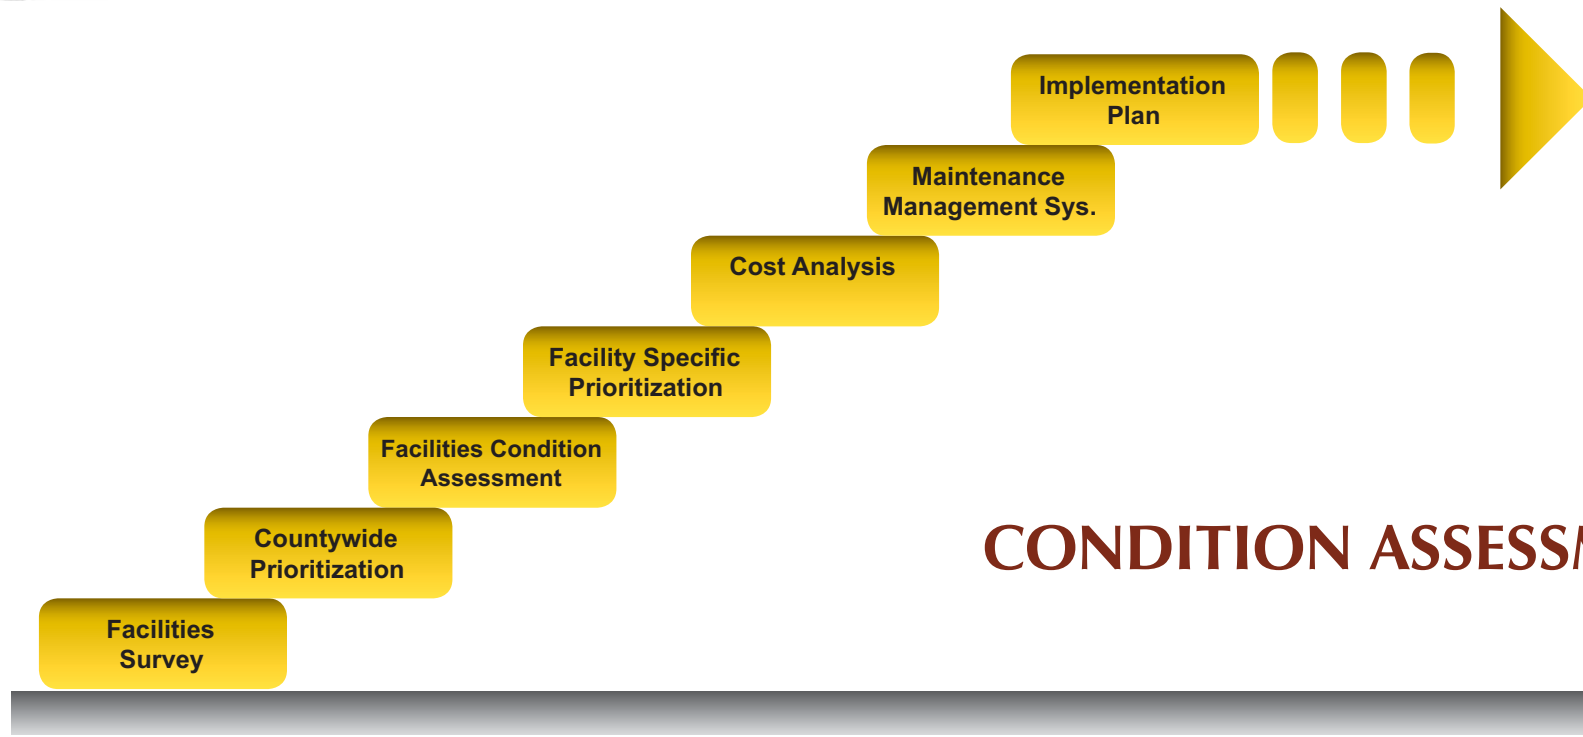 Implementation
Plan
Maintenance
Management Sys.
Cost Analysis
Facility Specific
Prioritization
Facilities Condition
Assessment
Countywide
Prioritization
Facilities
Survey
CONDITION